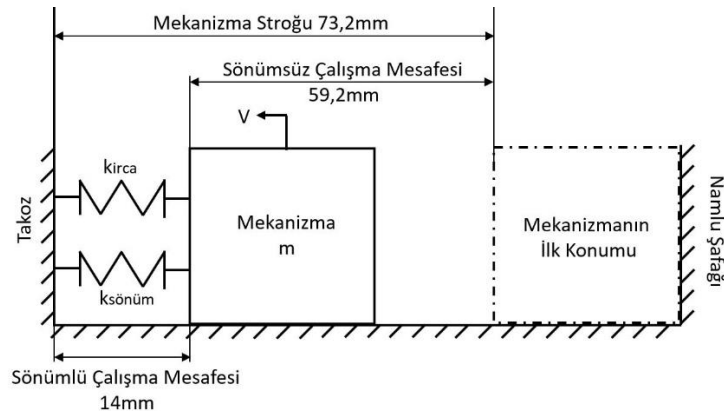 Mekanizma Stroğu 73,2mm
Sönümsüz Çalışma Mesafesi
59,2mm
V
kirca
Takoz
Mekanizma
m
Mekanizmanın
İlk Konumu
Namlu Şafağı
ksönüm
Sönümlü Çalışma Mesafesi
14mm